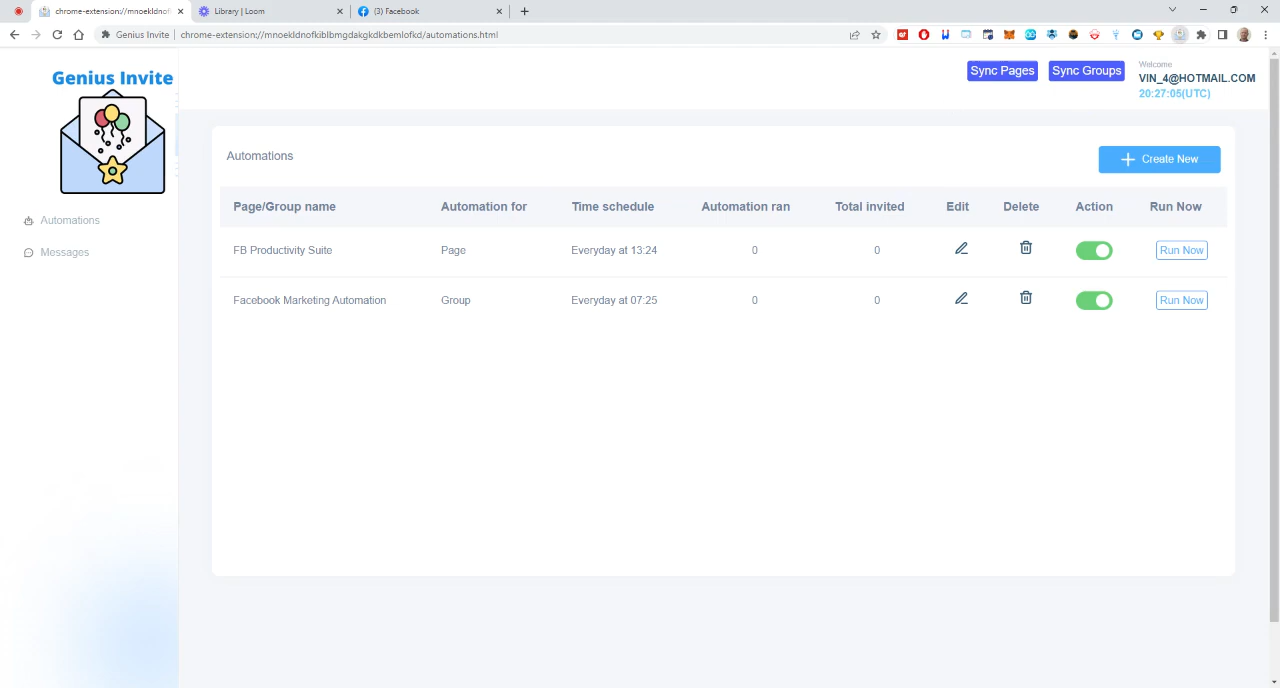 chrome-extension://mnoekldnof
Library | Loom
(3) Facebook
Genius Invite | chrome-extension://mnoekldnofkiblbmgdakgkdkbemlofkd/automations.html
Genius Invite
Sync Pages
Sync Groups
Welcome
VIN_4@HOTMAIL.COM
20:27:05(UTC)
Automations
Messages
Automations
Create New
Page/Group name Automation for Time schedule Automation ran Total invited Edit Delete Action Run Now
FB Productivity Suite Page Everyday at 13:24 0 0 Run Now
Facebook Marketing Automation Group Everyday at 07:25 0 0 Run Now